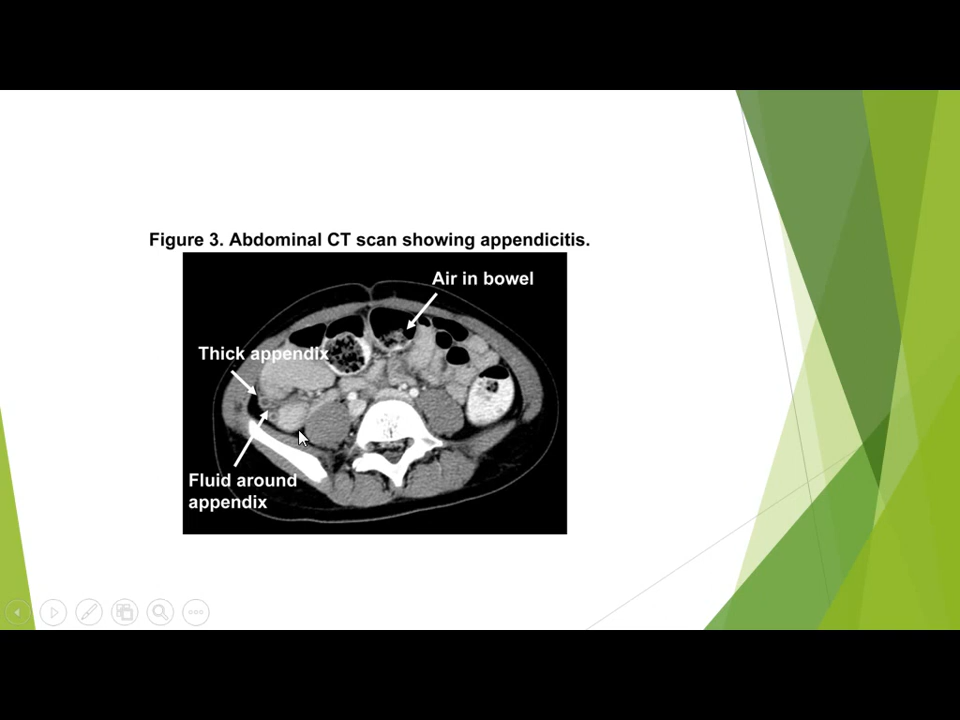 Figure 3. Abdominal CT scan showing appendicitis.
Air in bowel
Thick appendix
Fluid around
appendix